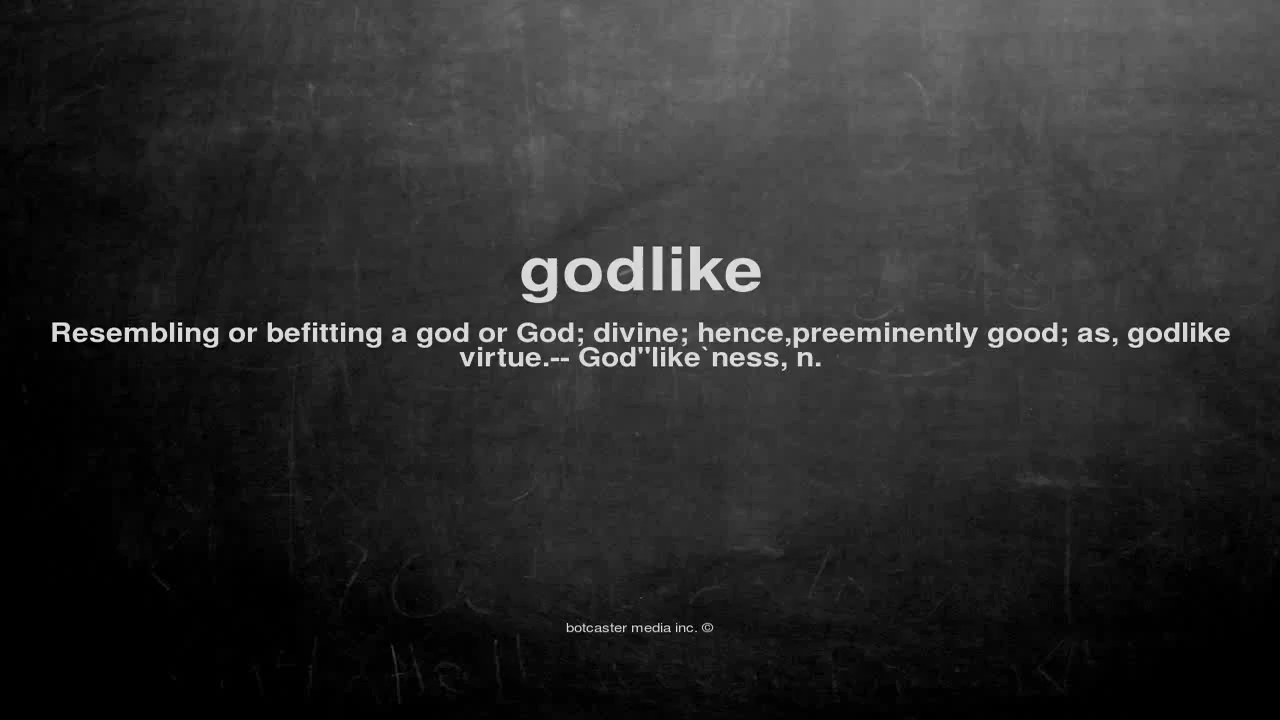 godlike
Resembling or befitting a god or God; divine; hence,preeminently good; as, godlike
virtue.-- God"like`ness, n.
botcaster media inc. ©